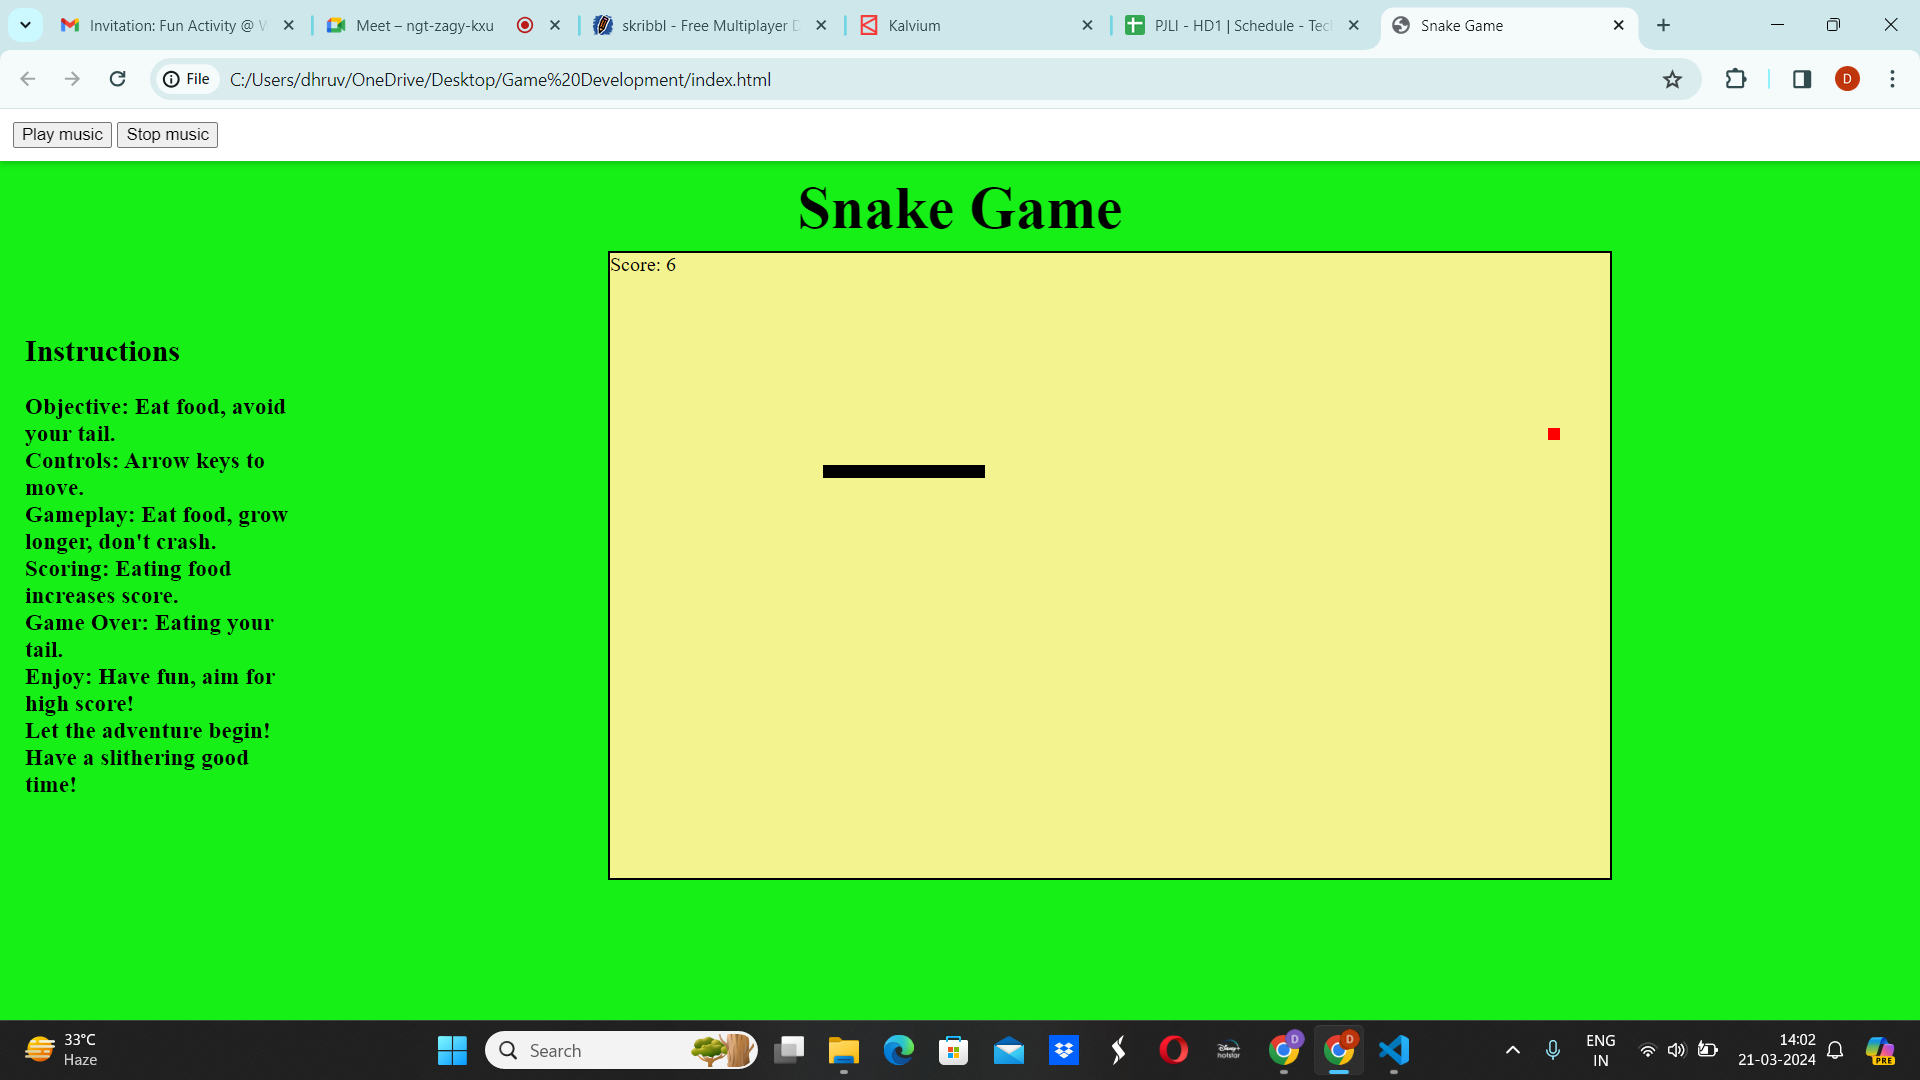 Invitation: Fun Activity @ W
Meet – ngt-zagy-kxu
skribbl - Free Multiplayer D
Kalvium
PJLI - HD1 | Schedule - Tech
Snake Game
File
C:/Users/dhruv/OneDrive/Desktop/Game%20Development/index.html
D
Play music
Stop music
Snake Game
Score: 6
Instructions
Objective: Eat food, avoid
your tail.
Controls: Arrow keys to
move.
Gameplay: Eat food, grow
longer, don't crash.
Scoring: Eating food
increases score.
Game Over: Eating your
tail.
Enjoy: Have fun, aim for
high score!
Let the adventure begin!
Have a slithering good
time!
33°C
Haze
Search
hotstar
D
D
ENG
IN
14:02
21-03-2024
PRE